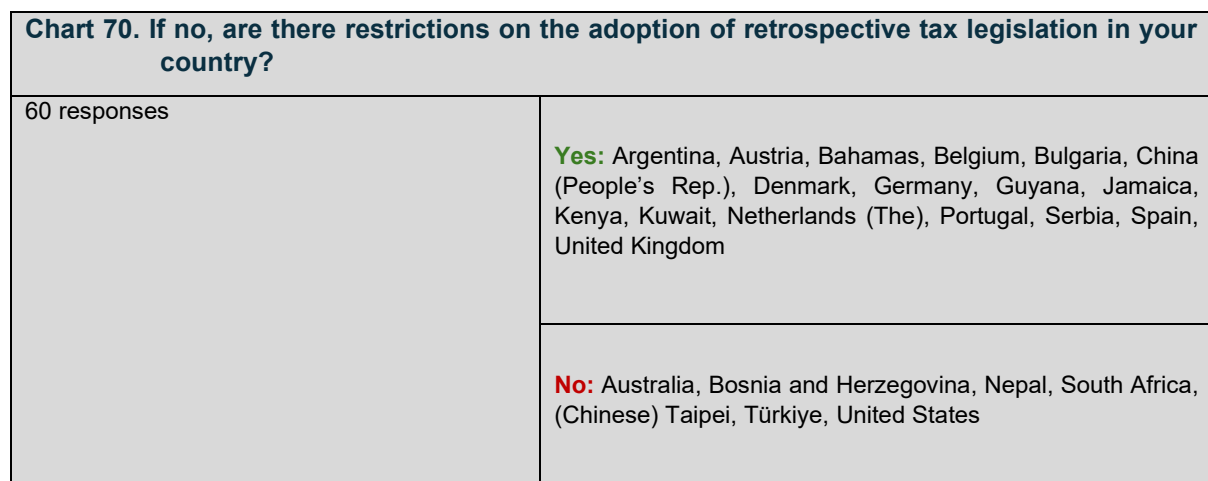 Chart 70. If no, are there restrictions on the adoption of retrospective tax legislation in your
country?
60 responses
Yes: Argentina, Austria, Bahamas, Belgium, Bulgaria, China
(People’s Rep.), Denmark, Germany, Guyana, Jamaica,
Kenya, Kuwait, Netherlands (The), Portugal, Serbia, Spain,
United Kingdom
No: Australia, Bosnia and Herzegovina, Nepal, South Africa,
(Chinese) Taipei, Türkiye, United States